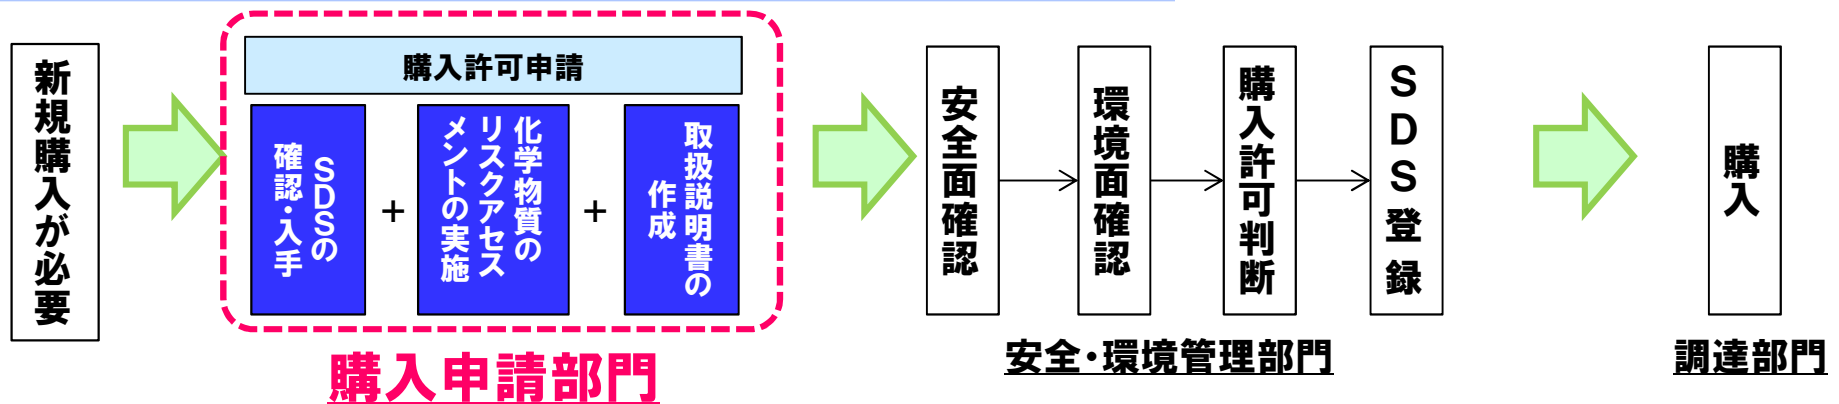 新規購入が必要
購入許可申請
SDSの
確認・入手
+
化学物質の
リスクアセス
メントの実施
+
取扱説明書の
作成
購入申請部門
安全面確認
環境面確認
購入許可判断
SDS登録
安全・環境管理部門
購入
調達部門